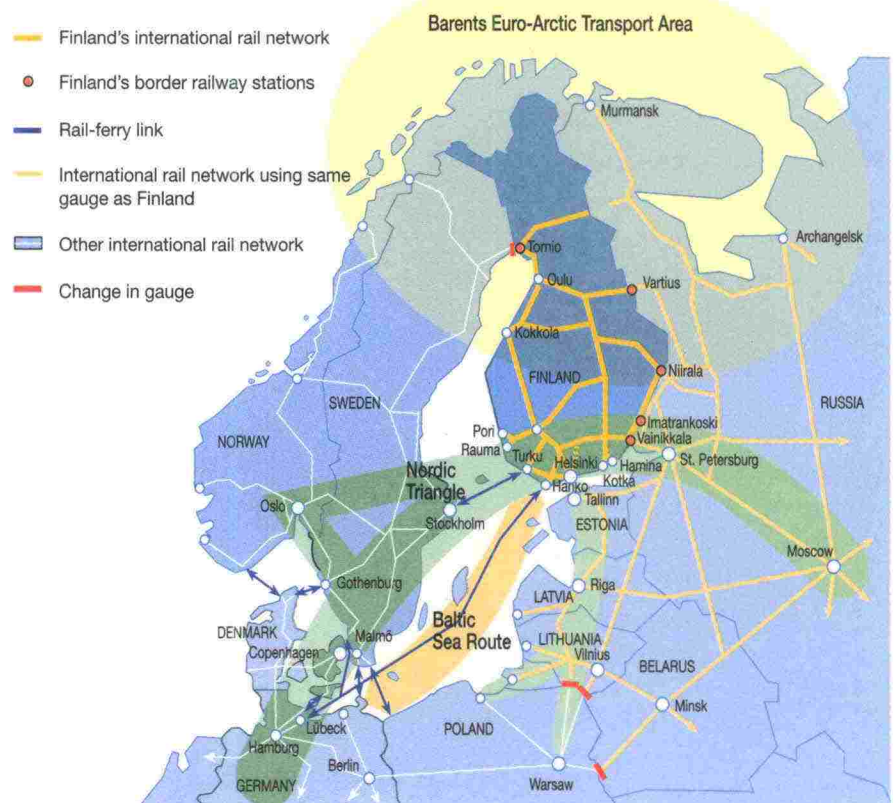 Barents Euro-Arctic Transport Area
Finland's international rail network
Finland's border railway stations
Rail-ferry link
International rail network using same
gauge as Finland
Other international rail network
Change in gauge
Murmansk
Archangelsk
Tornio
Oulu
Vartius
Kokkola
Niirala
FINLAND
RUSSIA
SWEDEN
NORWAY
Imatrankoski
Vainikkala
Pori
Rauma
Turku
Helsinki
Hamina
Kotka
St. Petersburg
Hanko
Tallinn
Nordic
Triangle
Oslo
Stockholm
ESTONIA
Moscow
Gothenburg
Riga
LATVIA
Baltic
Sea Route
DENMARK
Malmö
Copenhagen
LITHUANIA
Vilnius
BELARUS
Minsk
POLAND
Lübeck
Hamburg
Berlin
Warsaw
GERMANY